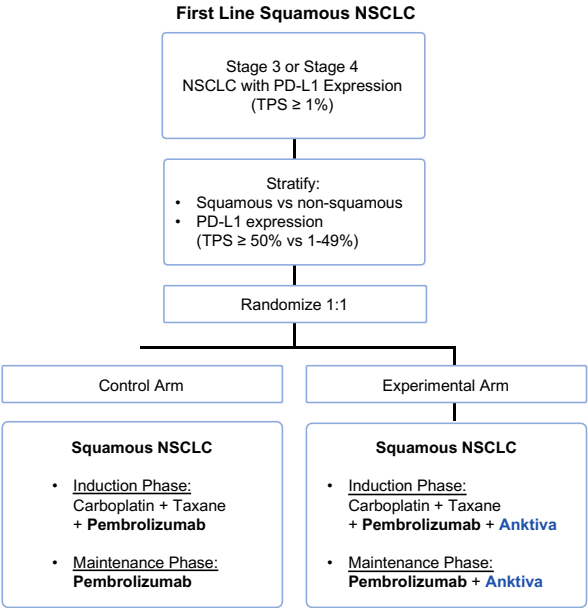 First Line Squamous NSCLC
Stage 3 or Stage 4
NSCLC with PD-L1 Expression
(TPS ≥ 1%)
Stratify:
• Squamous vs non-squamous
• PD-L1 expression
(TPS ≥ 50% vs 1-49%)
Randomize 1:1
Control Arm
Squamous NSCLC
• Induction Phase:
Carboplatin + Taxane
+ Pembrolizumab
• Maintenance Phase:
Pembrolizumab
Experimental Arm
Squamous NSCLC
• Induction Phase:
Carboplatin + Taxane
+ Pembrolizumab + Anktiva
• Maintenance Phase:
Pembrolizumab + Anktiva